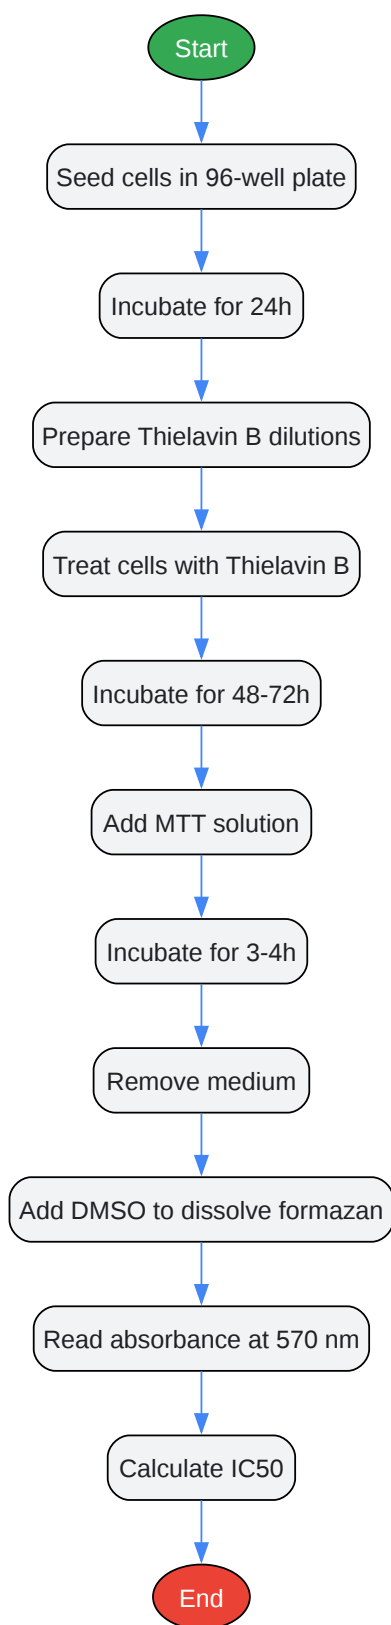 Start
Seed cells in 96-well plate
Incubate for 24h
Prepare Thielavin B dilutions
Treat cells with Thielavin B
Incubate for 48-72h
Add MTT solution
Incubate for 3-4h
Remove medium
Add DMSO to dissolve formazan
Read absorbance at 570 nm
Calculate IC50
End